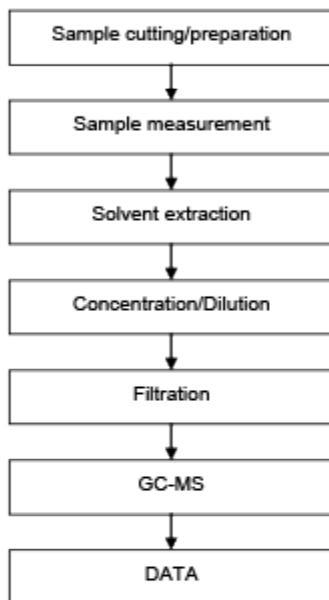 Sample cutting/preparation
Sample measurement
Solvent extraction
Concentration/Dilution
Filtration
GC-MS
DATA